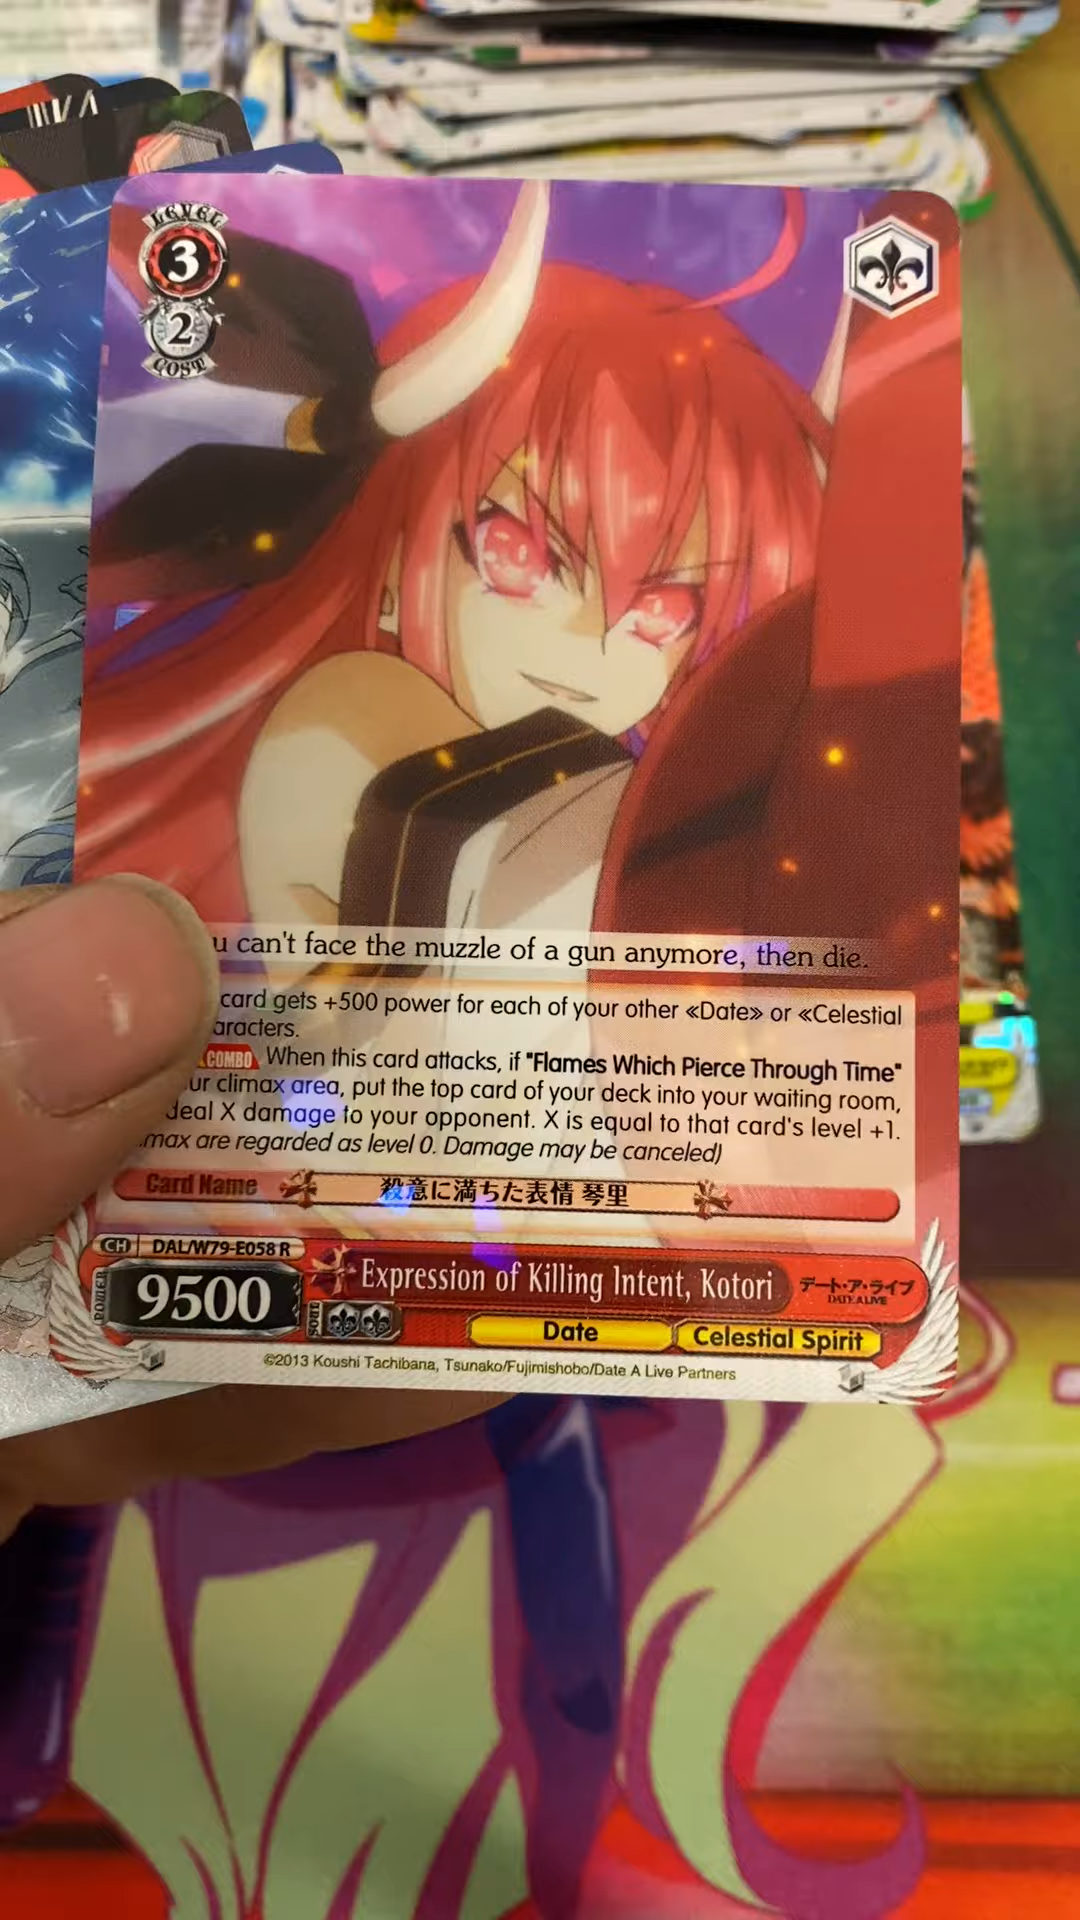 LEVEL
3
2
COST
u can't face the muzzle of a gun anymore, then die.
card gets +500 power for each of your other «Date» or «Celestial
aracters.
COMBO When this card attacks, if "Flames Which Pierce Through Time"
ur climax area, put the top card of your deck into your waiting room,
deal X damage to your opponent. X is equal to that card's level +1.
max are regarded as level 0. Damage may be canceled)
Card Name 殺意に満ちた表情 琴里
CH DAL/W79-E058 R
POWER 9500 SOUL
Expression of Killing Intent, Kotori
デート・ア・ライブ
DATE A LIVE
Date Celestial Spirit
©2013 Koushi Tachibana, Tsunako/Fujimishobo/Date A Live Partners